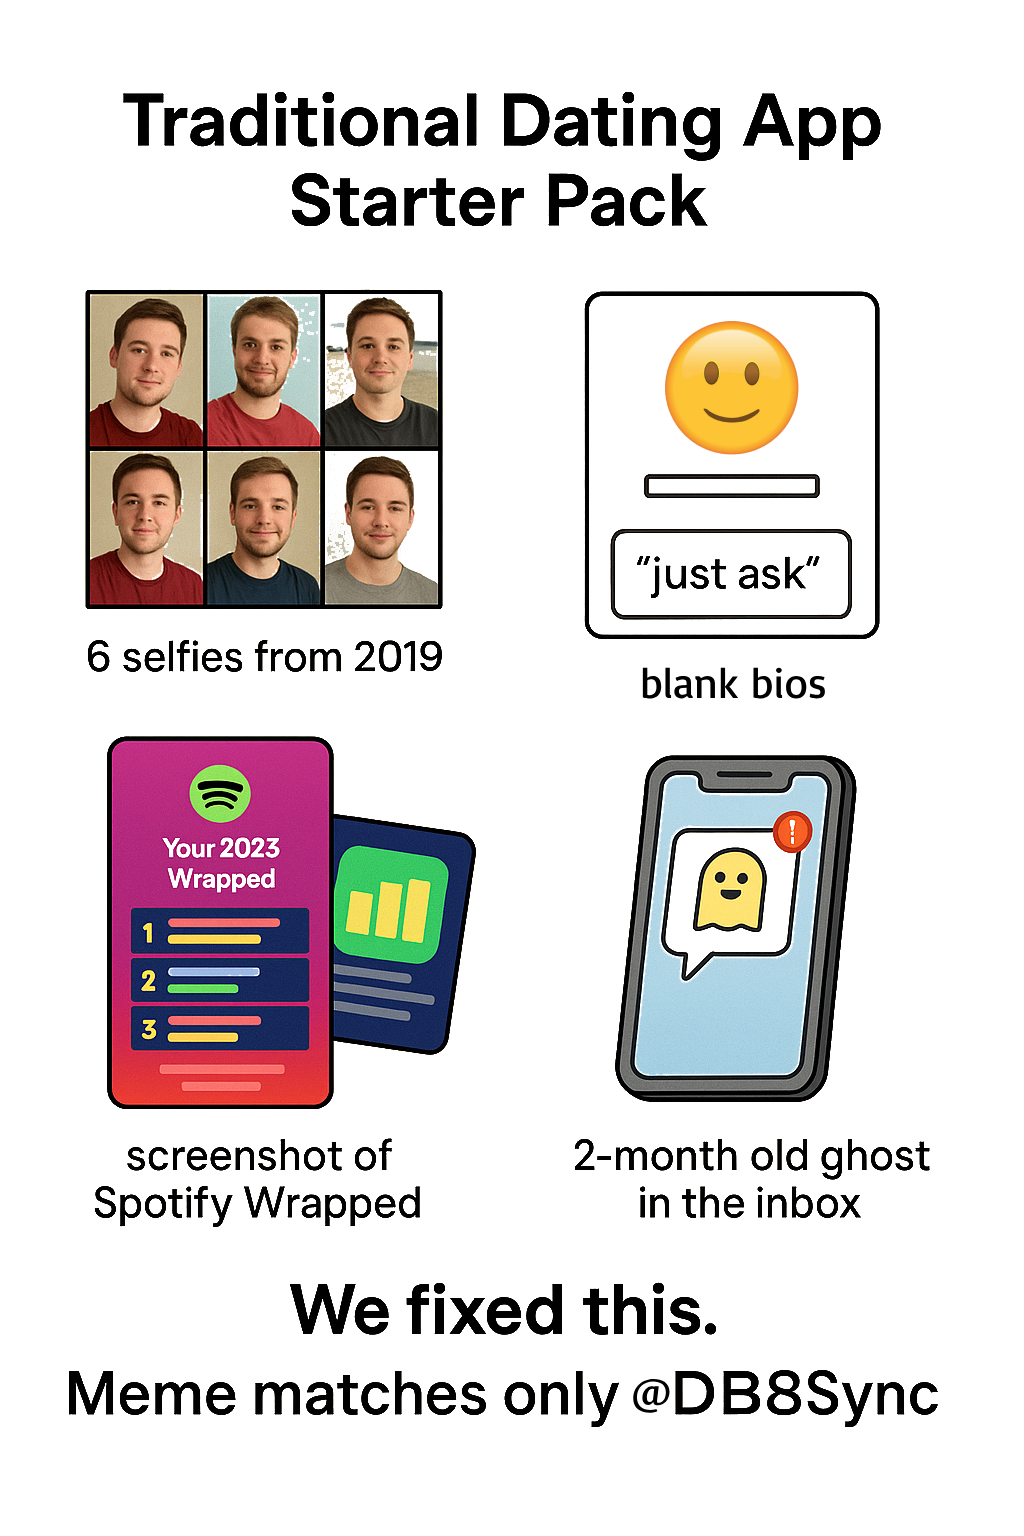 Traditional Dating App
Starter Pack
6 selfies from 2019
“just ask”
blank bios
Your 2023
Wrapped
1
2
3
screenshot of
Spotify Wrapped
!
2-month old ghost
in the inbox
We fixed this.
Meme matches only @DB8Sync